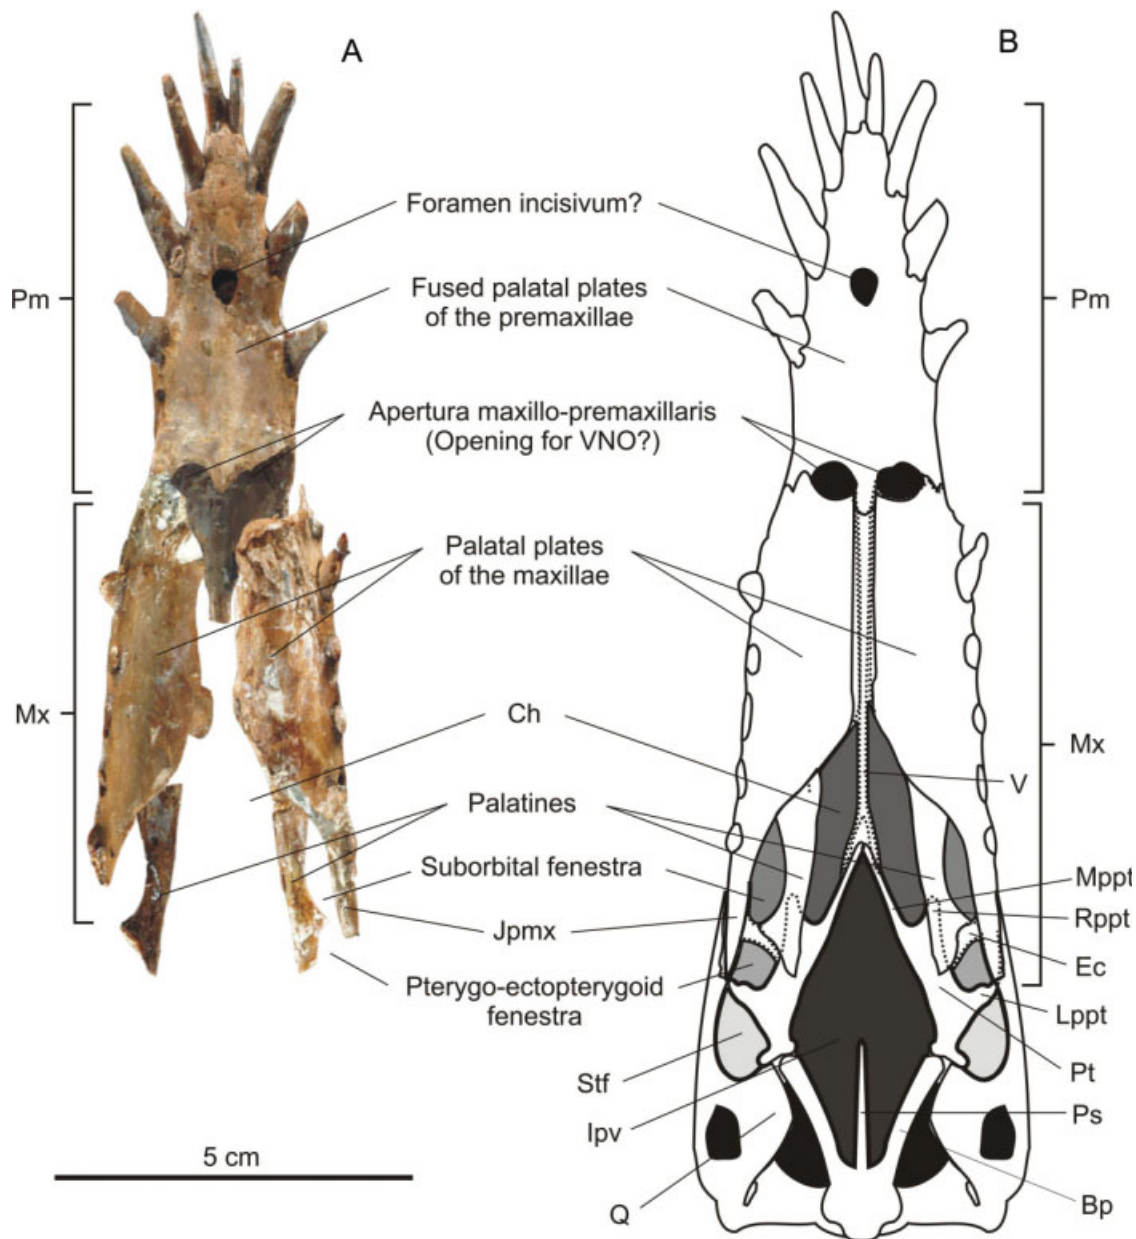 A
B
Foramen incisivum?
Pm
Fused palatal plates
of the premaxillae
Pm
Apertura maxillo-premaxillaris
(Opening for VNO?)
Palatal plates
of the maxillae
Mx
Ch
Mx
V
Palatines
Suborbital fenestra
Mppt
Rppt
Jpmx
Ec
Pterygo-ectopterygoid
fenestra
Lppt
Stf
Pt
Ipv
Ps
5 cm
Q
Bp